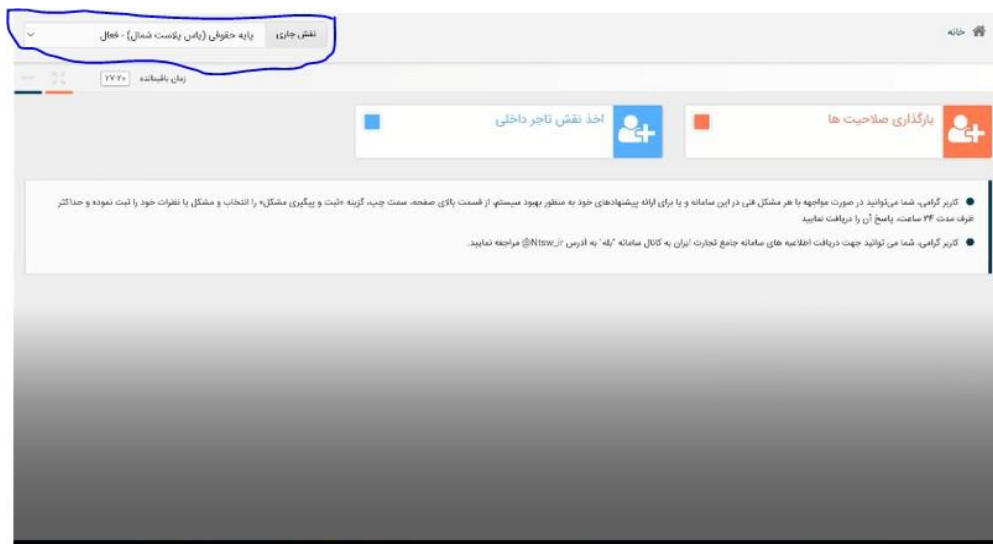 خانه
نقش جاری
پایه حقوقی (یاس پلاست شمال) - فعال
زمان باقیمانده ۲۷:۲۰
بارگذاری صلاحیت ها
اخذ نقش تاجر داخلی
کاربر گرامی، شما می‌توانید در صورت مواجهه با هر مشکل فنی در این سامانه و یا برای ارائه پیشنهادهای خود به منظور بهبود سیستم، از قسمت بالای صفحه، سمت چپ، گزینه «ثبت و پیگیری مشکل» را انتخاب و مشکل یا نظرات خود را ثبت نموده و حداکثر
ظرف مدت ۲۴ ساعت، پاسخ آن را دریافت نمایید
کاربر گرامی، شما می توانید جهت دریافت اطلاعیه های سامانه جامع تجارت ایران به کانال سامانه "بله" به آدرس Ntsw_ir@ مراجعه نمایید.